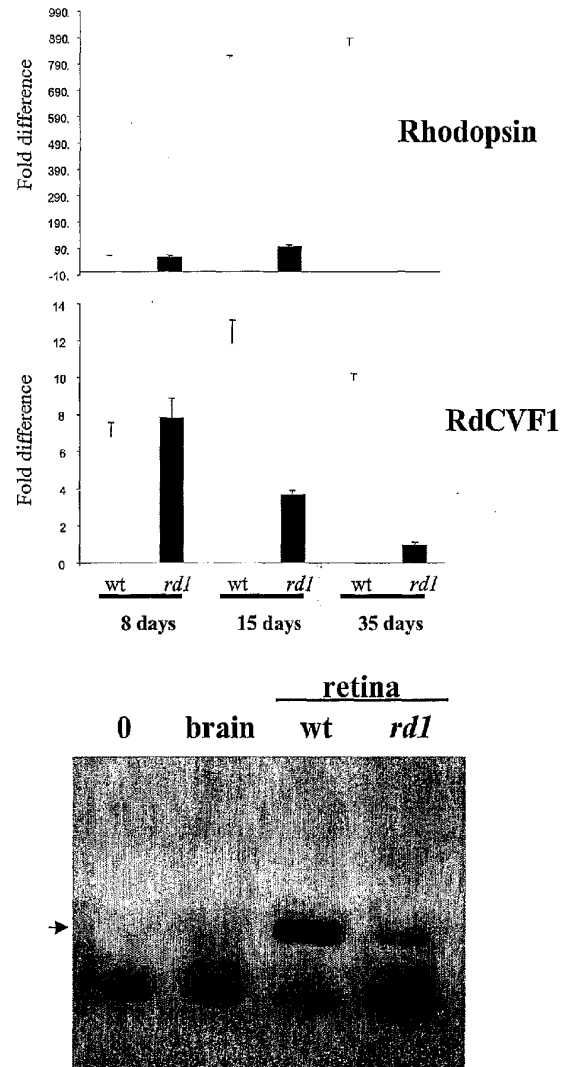 990.
890.
790.
690.
590.
490.
390.
290.
190.
90.
-10.
Fold difference
Rhodopsin
14
12
10
8
6
4
2
0
Fold difference
RdCVF1
wt rd1 wt rd1 wt rd1
8 days 15 days 35 days
retina
0 brain wt rd1